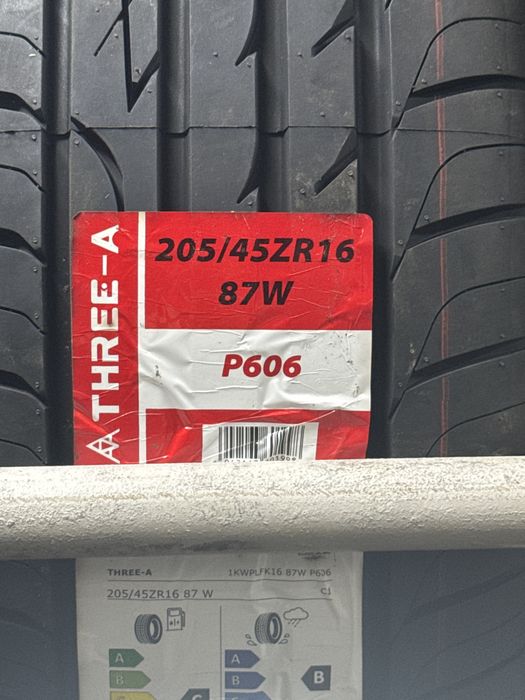 THREE-A
205/45ZR16
87W
P606
THREE-A
1KWPLFK16 87W P606
205/45ZR16 87 W
C1
A
B
A
B
B